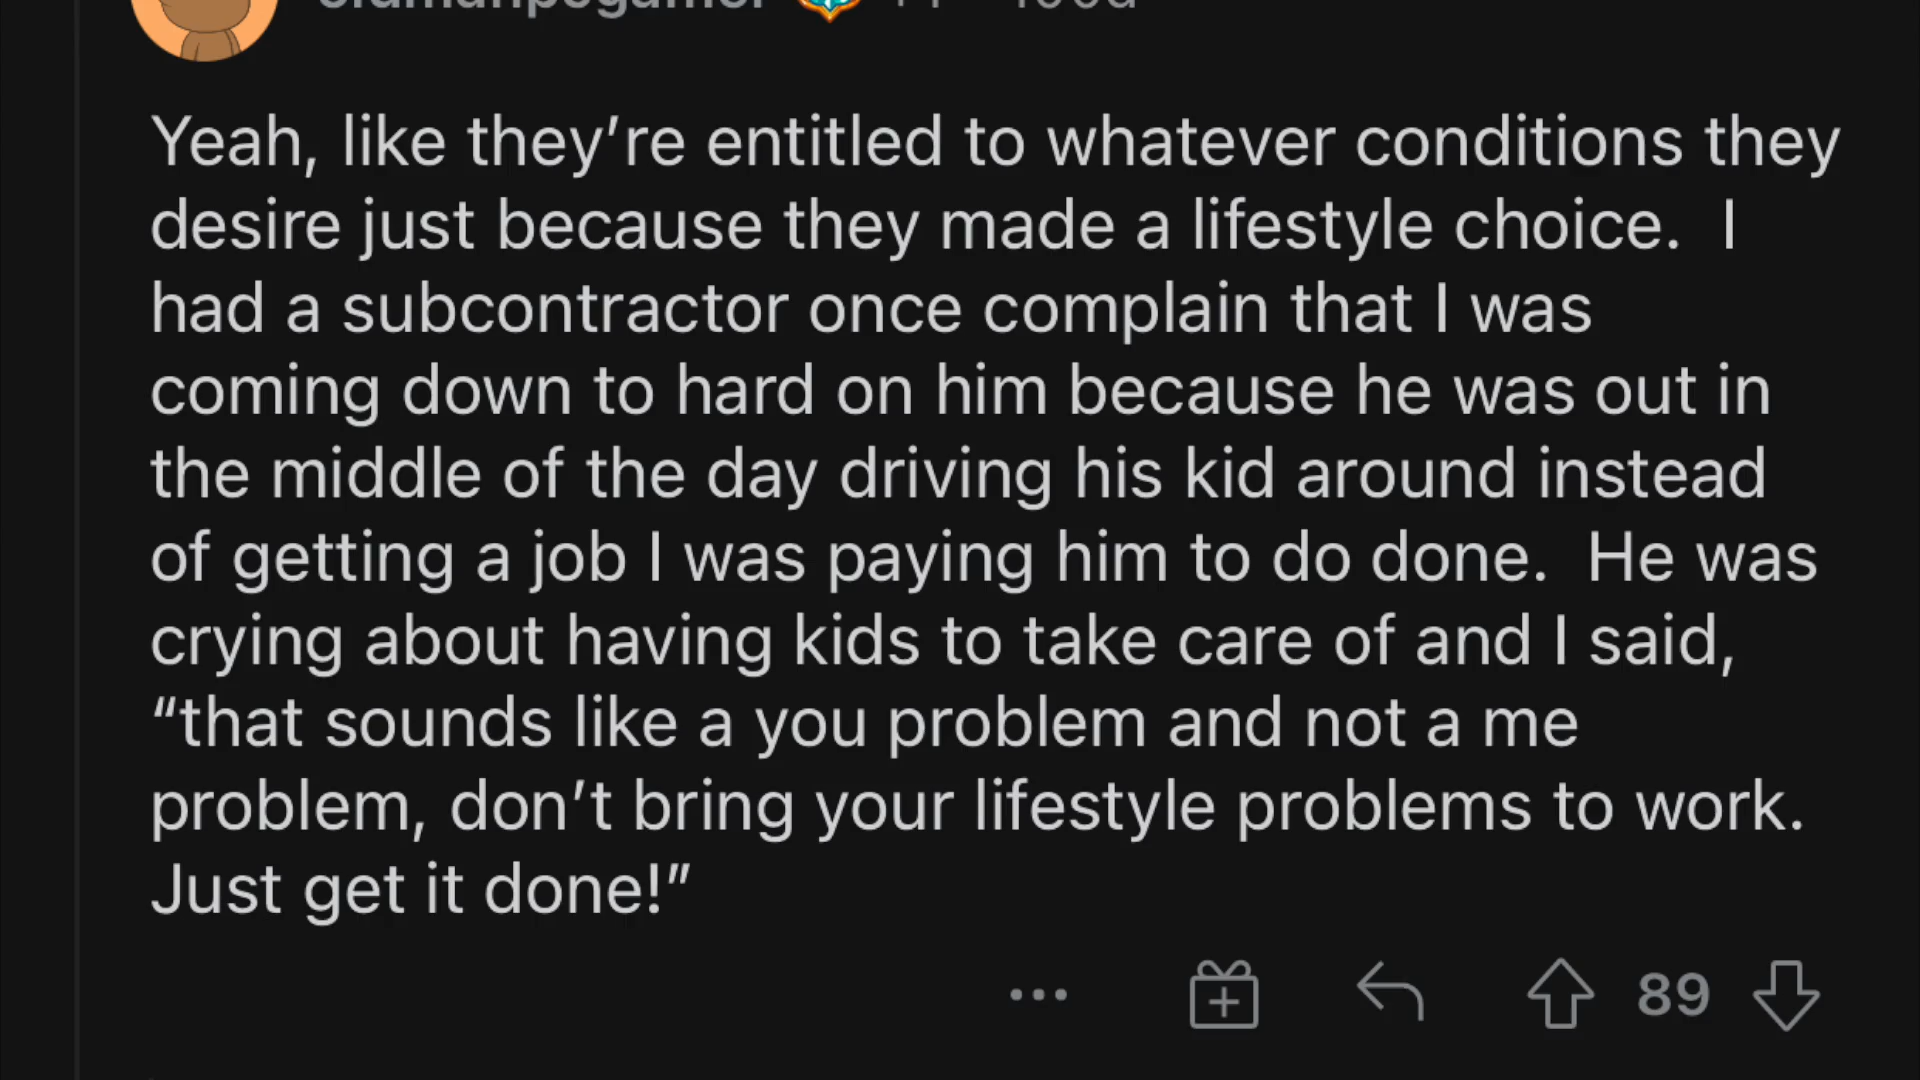 Yeah, like they’re entitled to whatever conditions they
desire just because they made a lifestyle choice.  I
had a subcontractor once complain that I was
coming down to hard on him because he was out in
the middle of the day driving his kid around instead
of getting a job I was paying him to do done.  He was
crying about having kids to take care of and I said,
“that sounds like a you problem and not a me
problem, don’t bring your lifestyle problems to work.
Just get it done!”
89